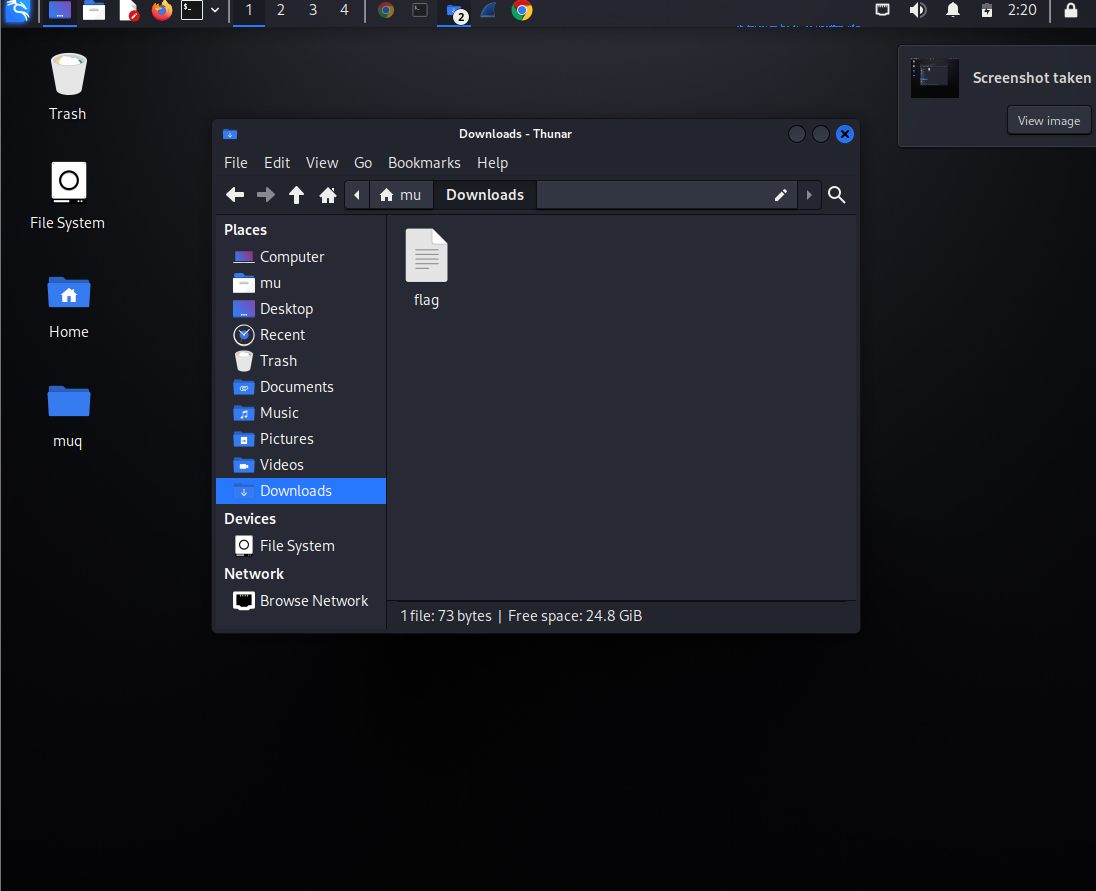 1 2 3 4 2 2:20
Trash
File System
Home
muq
Screenshot taken
View image
Downloads - Thunar
File Edit View Go Bookmarks Help
mu Downloads
Places
Computer
mu
Desktop
Recent
Trash
Documents
Music
Pictures
Videos
Downloads
Devices
File System
Network
Browse Network
flag
1 file: 73 bytes | Free space: 24.8 GiB